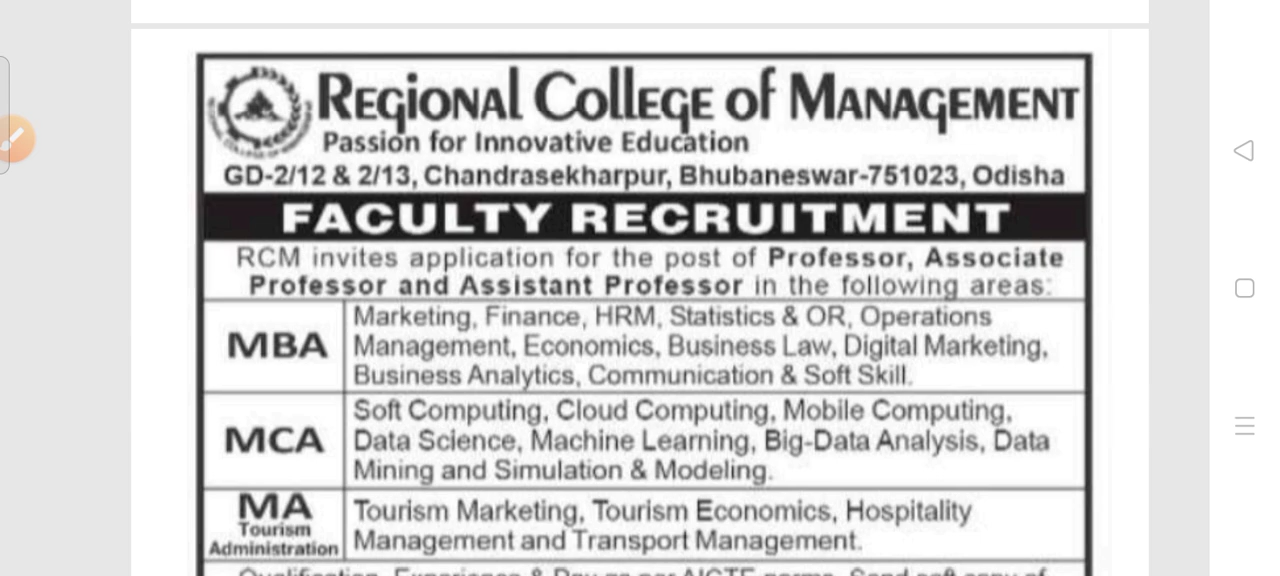 Regional College of Management
Passion for Innovative Education
GD-2/12 & 2/13, Chandrasekharpur, Bhubaneswar-751023, Odisha
FACULTY RECRUITMENT
RCM invites application for the post of Professor, Associate
Professor and Assistant Professor in the following areas:
MBA
Marketing, Finance, HRM, Statistics & OR, Operations
Management, Economics, Business Law, Digital Marketing,
Business Analytics, Communication & Soft Skill.
MCA
Soft Computing, Cloud Computing, Mobile Computing,
Data Science, Machine Learning, Big-Data Analysis, Data
Mining and Simulation & Modeling.
MA
Tourism
Administration
Tourism Marketing, Tourism Economics, Hospitality
Management and Transport Management.